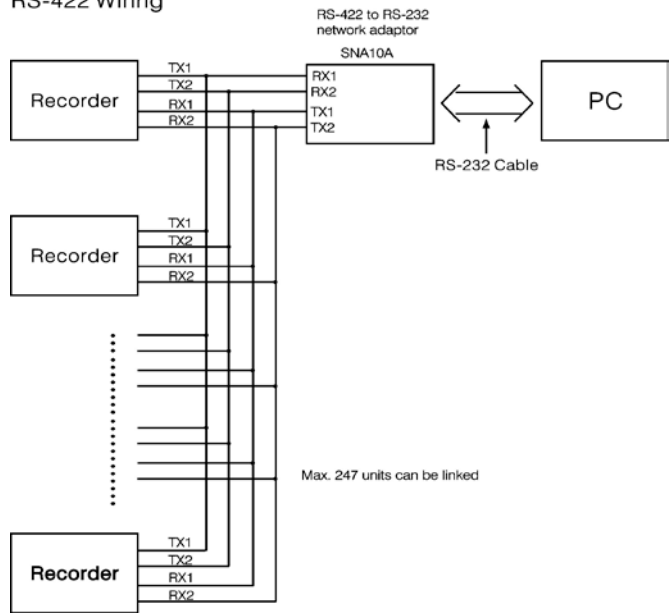 RS-422 Wiring
RS-422 to RS-232
network adaptor
SNA10A
Recorder
TX1
TX2
RX1
RX2
RX1
RX2
TX1
TX2
PC
RS-232 Cable
Recorder
TX1
TX2
RX1
RX2
Max. 247 units can be linked
Recorder
TX1
TX2
RX1
RX2